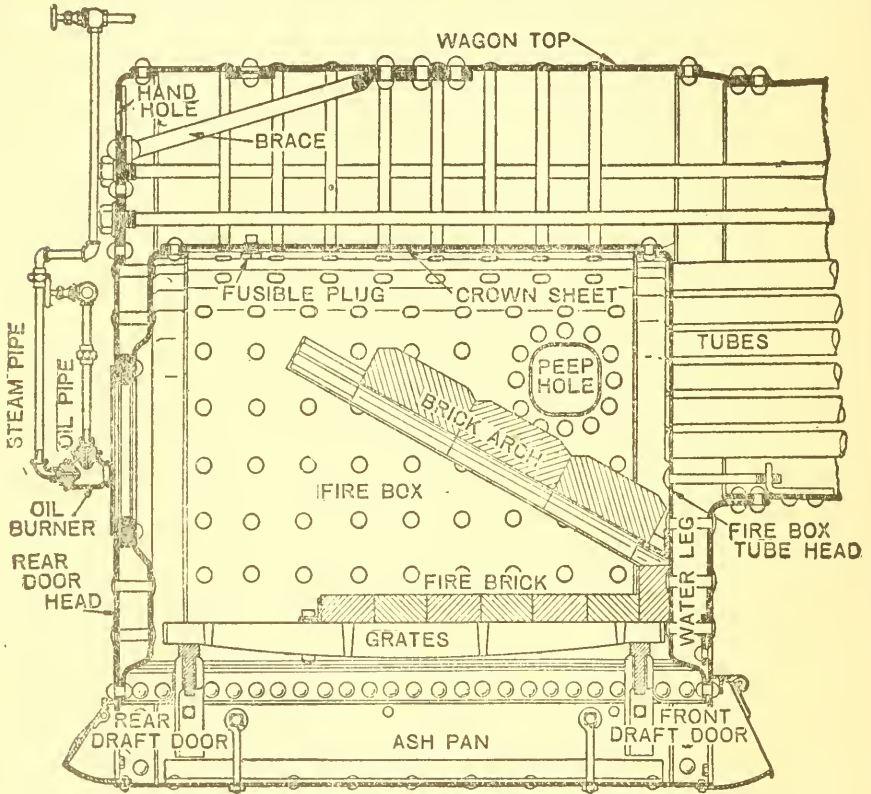 WAGON TOP
HAND
HOLE
BRACE
FUSIBLE PLUG
CROWN SHEET
TUBES
PEEP
HOLE
STEAM PIPE
OIL PIPE
BRICK ARCH
FIRE BOX
OIL
BURNER
FIRE BOX
TUBE HEAD
REAR
DOOR
HEAD
FIRE BRICK
WATER LEG
GRATES
REAR
DRAFT DOOR
ASH PAN
FRONT
DRAFT DOOR